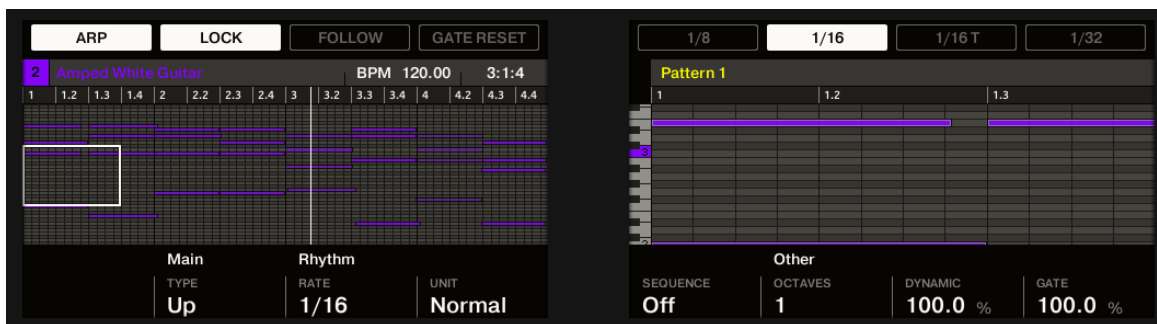 ARP LOCK FOLLOW GATE RESET
2 Amped White Guitar BPM 120.00 3:1:4
1 1.2 1.3 1.4 2 2.2 2.3 2.4 3 3.2 3.3 3.4 4 4.2 4.3 4.4
Main Rhythm
TYPE RATE UNIT
Up 1/16 Normal
1/8 1/16 1/16 T 1/32
Pattern 1
1 1.2 1.3
3
2
Other
SEQUENCE OCTAVES DYNAMIC GATE
Off 1 100.0 % 100.0 %